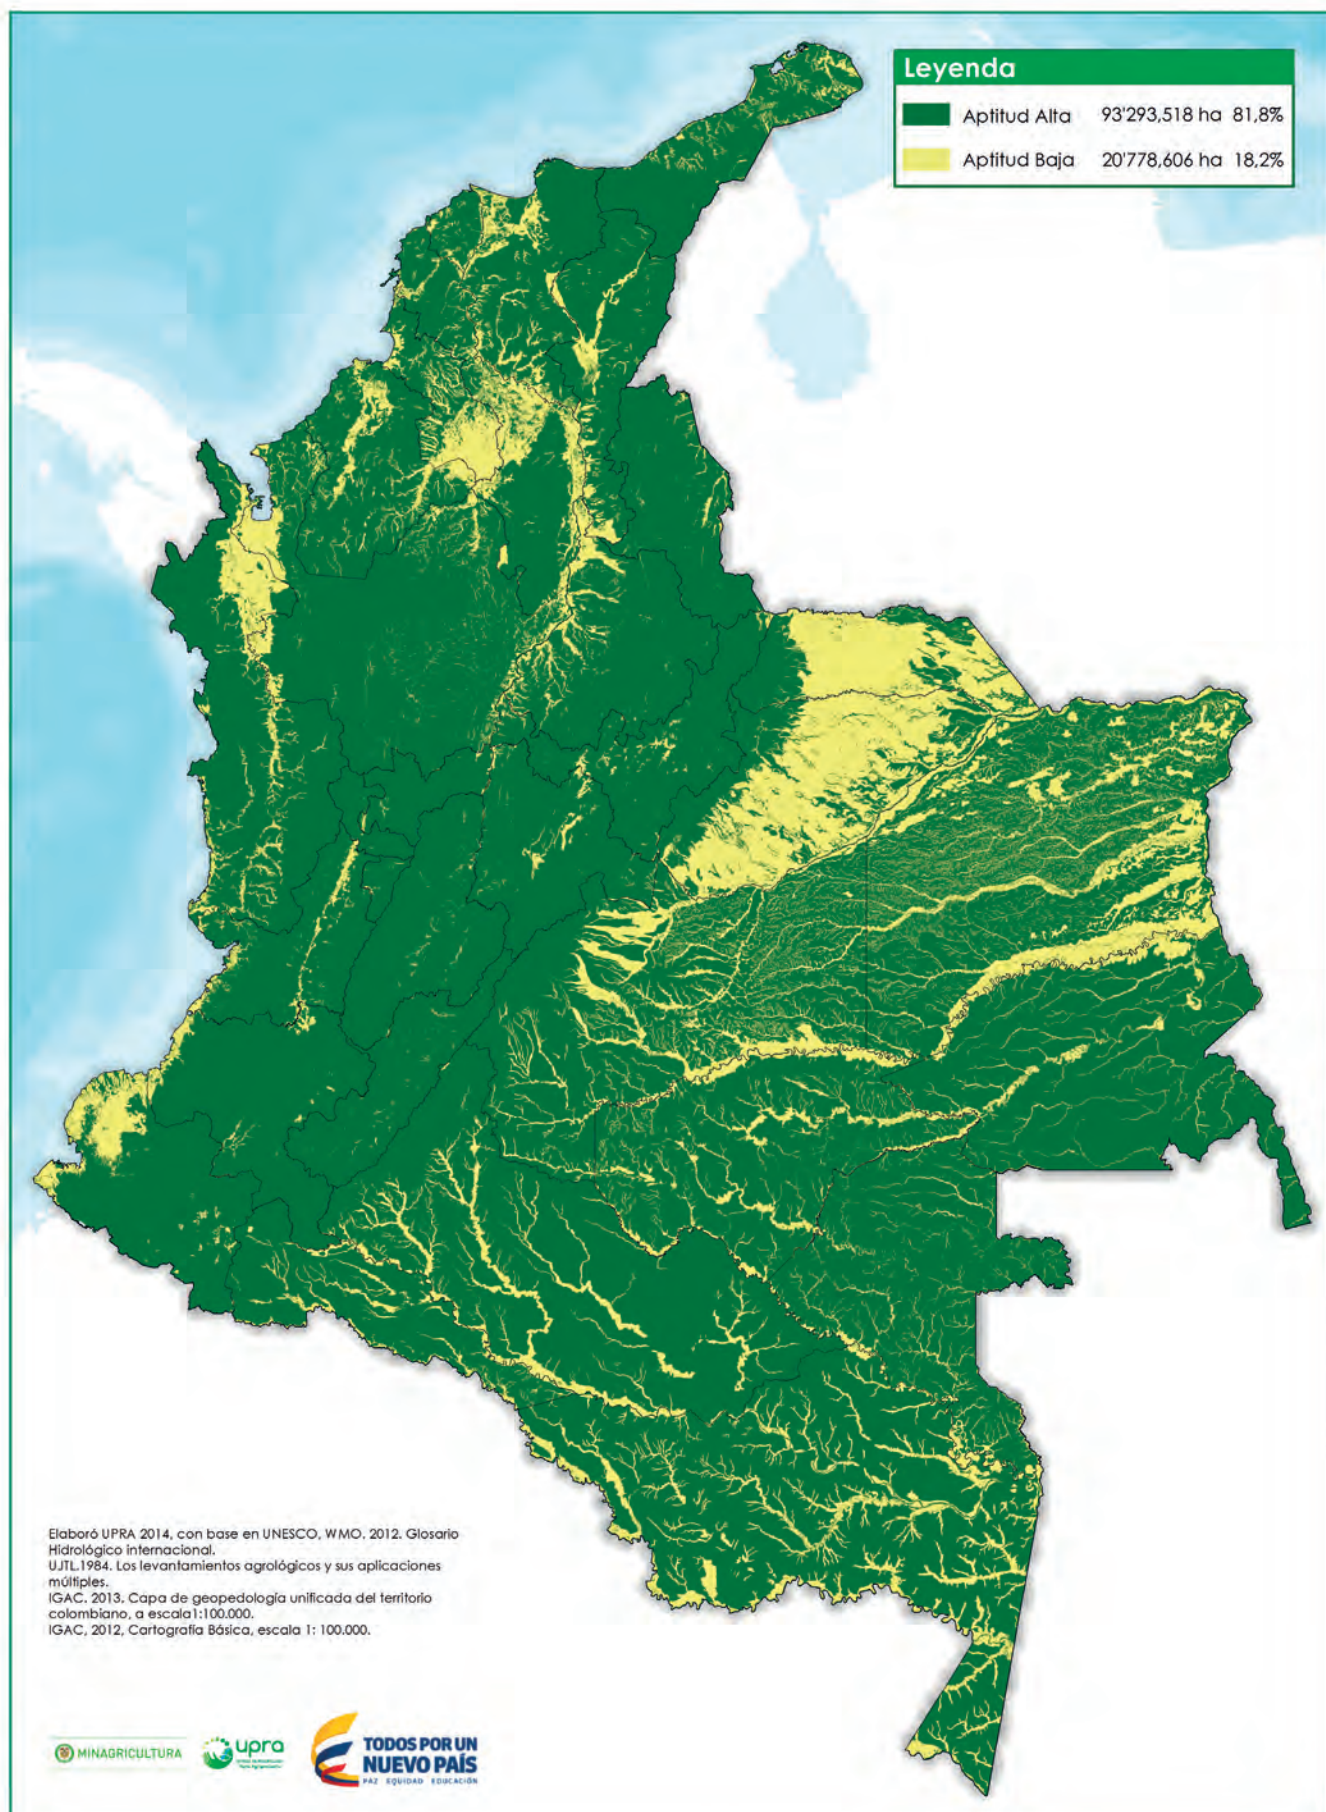 Leyenda
Aptitud Alta 93'293,518 ha 81,8%
Aptitud Baja 20'778,606 ha 18,2%
Elaboró UPRA 2014, con base en UNESCO, WMO. 2012. Glosario
Hidrológico internacional.
UJTL.1984. Los levantamientos agrológicos y sus aplicaciones
múltiples.
IGAC. 2013. Capa de geopedología unificada del territorio
colombiano, a escala1:100.000.
IGAC, 2012, Cartografía Básica, escala 1: 100.000.
MINAGRICULTURA
upra
TODOS POR UN
NUEVO PAÍS
PAZ EQUIDAD EDUCACIÓN